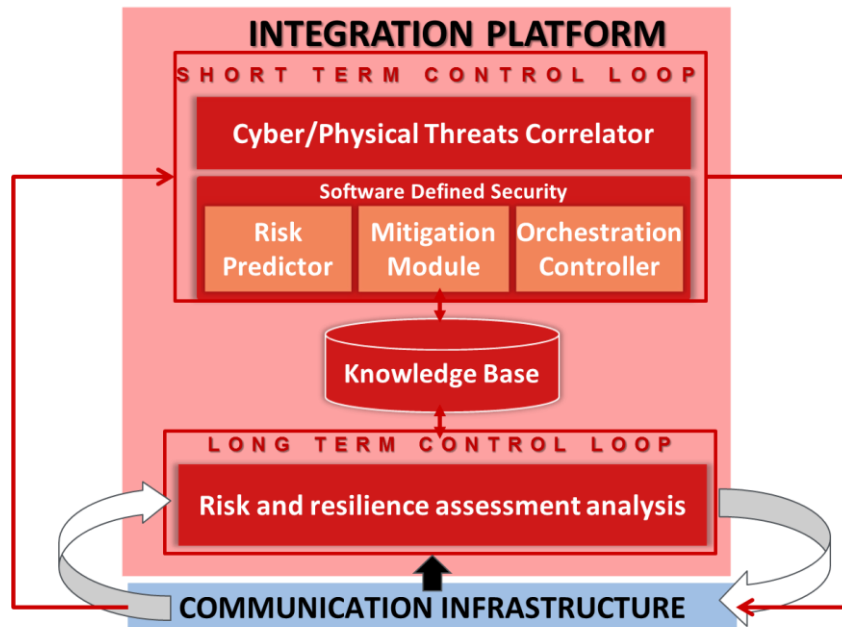 INTEGRATION PLATFORM
SHORT TERM CONTROL LOOP
Cyber/Physical Threats Correlator
Software Defined Security
Risk
Predictor
Mitigation
Module
Orchestration
Controller
Knowledge Base
LONG TERM CONTROL LOOP
Risk and resilience assessment analysis
COMMUNICATION INFRASTRUCTURE